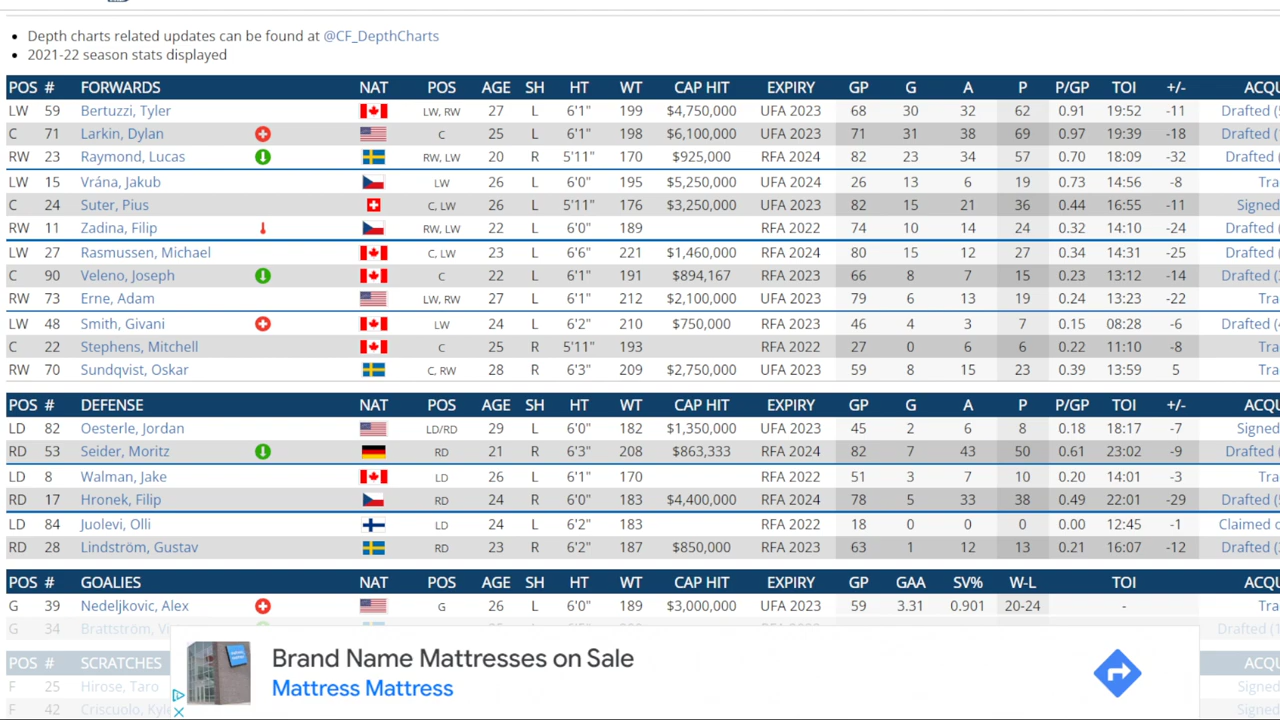 Depth charts related updates can be found at @CF_DepthCharts
2021-22 season stats displayed
POS # FORWARDS NAT POS AGE SH HT WT CAP HIT EXPIRY GP G A P P/GP TOI +/- ACQU
LW 59 Bertuzzi, Tyler LW, RW 27 L 6'1" 199 $4,750,000 UFA 2023 68 30 32 62 0.91 19:52 -11 Drafted (
C 71 Larkin, Dylan C 25 L 6'1" 198 $6,100,000 UFA 2023 71 31 38 69 0.97 19:39 -18 Drafted (
RW 23 Raymond, Lucas RW, LW 20 R 5'11" 170 $925,000 RFA 2024 82 23 34 57 0.70 18:09 -32 Drafted (
LW 15 Vrána, Jakub LW 26 L 6'0" 195 $5,250,000 UFA 2024 26 13 6 19 0.73 14:56 -8 Tra
C 24 Suter, Pius C, LW 26 L 5'11" 176 $3,250,000 UFA 2023 82 15 21 36 0.44 16:55 -11 Signed
RW 11 Zadina, Filip RW, LW 22 L 6'0" 189 RFA 2022 74 10 14 24 0.32 14:10 -24 Drafted (
LW 27 Rasmussen, Michael C, LW 23 L 6'6" 221 $1,460,000 RFA 2024 80 15 12 27 0.34 14:31 -25 Drafted (
C 90 Veleno, Joseph C 22 L 6'1" 191 $894,167 RFA 2023 66 8 7 15 0.23 13:12 -14 Drafted (
RW 73 Erne, Adam LW, RW 27 L 6'1" 212 $2,100,000 UFA 2023 79 6 13 19 0.24 13:23 -22 Tra
LW 48 Smith, Givani LW 24 L 6'2" 210 $750,000 RFA 2023 46 4 3 7 0.15 08:28 -6 Drafted (
C 22 Stephens, Mitchell C 25 R 5'11" 193 RFA 2022 27 0 6 6 0.22 11:10 -8 Tra
RW 70 Sundqvist, Oskar C, RW 28 R 6'3" 209 $2,750,000 UFA 2023 59 8 15 23 0.39 13:59 5 Tra
POS # DEFENSE NAT POS AGE SH HT WT CAP HIT EXPIRY GP G A P P/GP TOI +/- ACQU
LD 82 Oesterle, Jordan LD/RD 29 L 6'0" 182 $1,350,000 UFA 2023 45 2 6 8 0.18 18:17 -7 Signed
RD 53 Seider, Moritz RD 21 R 6'3" 208 $863,333 RFA 2024 82 7 43 50 0.61 23:02 -9 Drafted (
LD 8 Walman, Jake LD 26 L 6'1" 170 RFA 2022 51 3 7 10 0.20 14:01 -3 Tra
RD 17 Hronek, Filip RD 24 R 6'0" 183 $4,400,000 RFA 2024 78 5 33 38 0.49 22:01 -29 Drafted (
LD 84 Juolevi, Olli LD 24 L 6'2" 183 RFA 2022 18 0 0 0 0.00 12:45 -1 Claimed o
RD 28 Lindström, Gustav RD 23 R 6'2" 187 $850,000 RFA 2023 63 1 12 13 0.21 16:07 -12 Drafted (
POS # GOALIES NAT POS AGE SH HT WT CAP HIT EXPIRY GP GAA SV% W-L TOI ACQU
G 39 Nedeljkovic, Alex G 26 L 6'0" 189 $3,000,000 UFA 2023 59 3.31 0.901 20-24 - Tra
G 34 Brattström, Drafted (
POS # SCRATCHES ACQU
F 25 Hirose, Taro Signed
F 42 Criscuolo, Kyle Signed
Brand Name Mattresses on Sale
Mattress Mattress